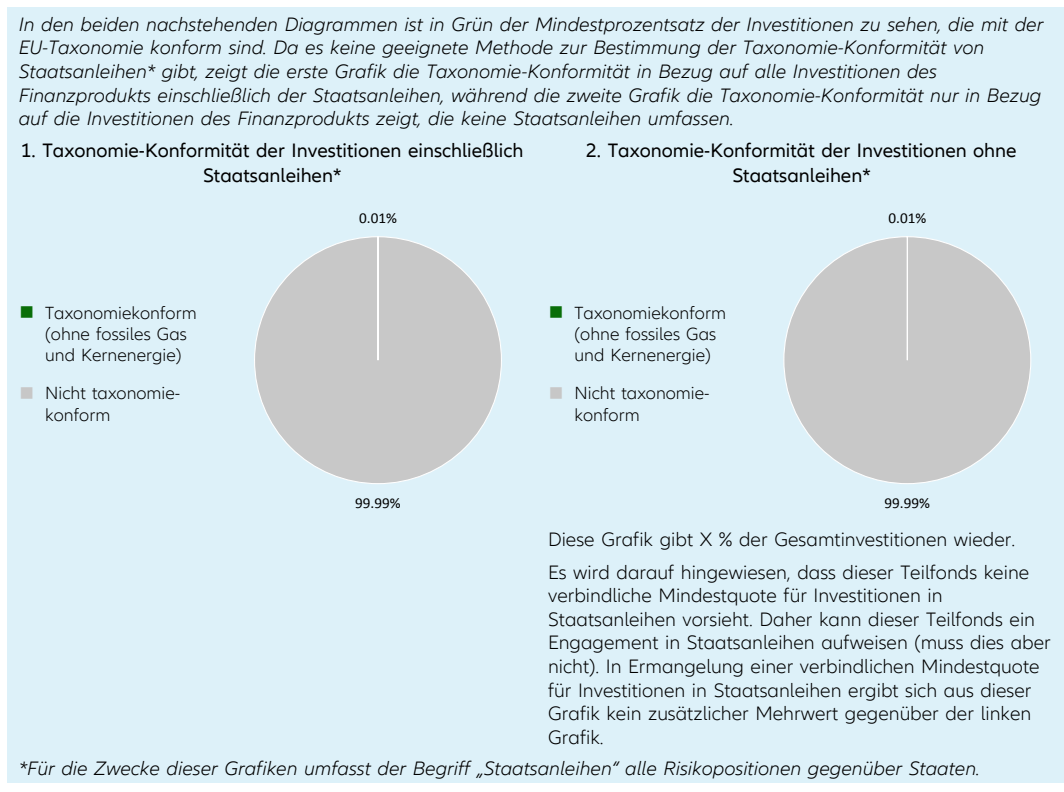 In den beiden nachstehenden Diagrammen ist in Grün der Mindestprozentsatz der Investitionen zu sehen, die mit der
EU-Taxonomie konform sind. Da es keine geeignete Methode zur Bestimmung der Taxonomie-Konformität von
Staatsanleihen* gibt, zeigt die erste Grafik die Taxonomie-Konformität in Bezug auf alle Investitionen des
Finanzprodukts einschließlich der Staatsanleihen, während die zweite Grafik die Taxonomie-Konformität nur in Bezug
auf die Investitionen des Finanzprodukts zeigt, die keine Staatsanleihen umfassen.
1. Taxonomie-Konformität der Investitionen einschließlich
Staatsanleihen*
0.01%
Taxonomiekonform
(ohne fossiles Gas
und Kernenergie)
Nicht taxonomie-
konform
99.99%
2. Taxonomie-Konformität der Investitionen ohne
Staatsanleihen*
0.01%
Taxonomiekonform
(ohne fossiles Gas
und Kernenergie)
Nicht taxonomie-
konform
99.99%
Diese Grafik gibt X % der Gesamtinvestitionen wieder.
Es wird darauf hingewiesen, dass dieser Teilfonds keine
verbindliche Mindestquote für Investitionen in
Staatsanleihen vorsieht. Daher kann dieser Teilfonds ein
Engagement in Staatsanleihen aufweisen (muss dies aber
nicht). In Ermangelung einer verbindlichen Mindestquote
für Investitionen in Staatsanleihen ergibt sich aus dieser
Grafik kein zusätzlicher Mehrwert gegenüber der linken
Grafik.
*Für die Zwecke dieser Grafiken umfasst der Begriff „Staatsanleihen“ alle Risikopositionen gegenüber Staaten.